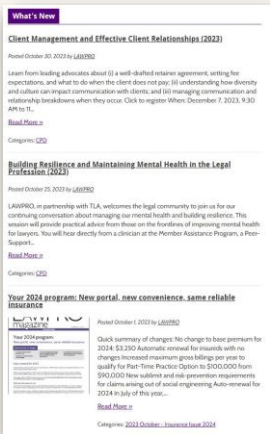 What's New
Client Management and Effective Client Relationships (2023)
Posted October 30, 2023 by LAWPRO
Learn from leading advocates about (i) a well-drafted retainer agreement, setting fee
expectations, and what to do when the client does not pay; (ii) understanding how diversity
and culture can impact communication with clients; and (iii) managing communication and
relationship breakdowns when they occur. Click to register When: December 7, 2023, 9:30
AM to 11...
Read More »
Categories: CPD
Building Resilience and Maintaining Mental Health in the Legal
Profession (2023)
Posted October 25, 2023 by LAWPRO
LAWPRO, in partnership with TLA, welcomes the legal community to join us for our
continuing conversation about managing our mental health and building resilience. This
session will provide practical advice from those on the frontlines of improving mental health
for lawyers. You will hear directly from a clinician at the Member Assistance Program, a Peer-
Support...
Read More »
Categories: CPD
Your 2024 program: New portal, new convenience, same reliable
insurance
LAWPRO
magazine
Your 2024 program
Posted October 1, 2023 by LAWPRO
Quick summary of changes: No change to base premium for
2024: $3,250 Automatic renewal for insureds with no
changes Increased maximum gross billings per year to
qualify for Part-Time Practice Option to $100,000 from
$90,000 New sublimit and risk-prevention requirements
for claims arising out of social engineering Auto-renewal for
2024 in July of this year,...
Read More »
Categories: 2023 October - Insurance Issue 2024